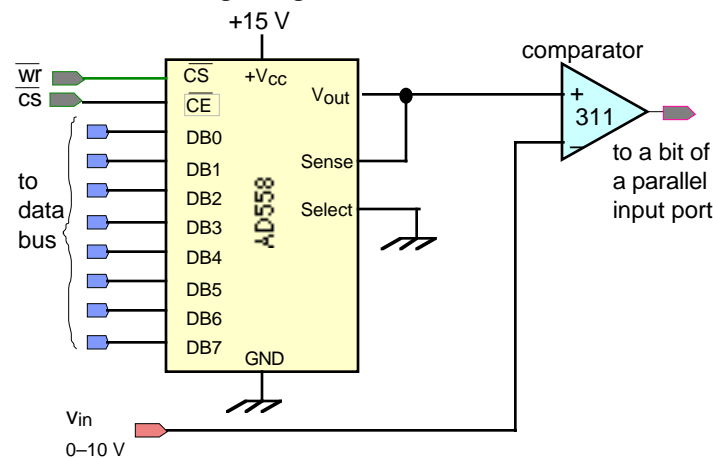 +15 V
comparator
wr
cs
CS
+VCC
CE
Vout
+
311
–
DB0
DB1
DB2
DB3
DB4
DB5
DB6
DB7
to
data
bus
Sense
Select
AD558
to a bit of
a parallel
input port
GND
vin
0–10 V